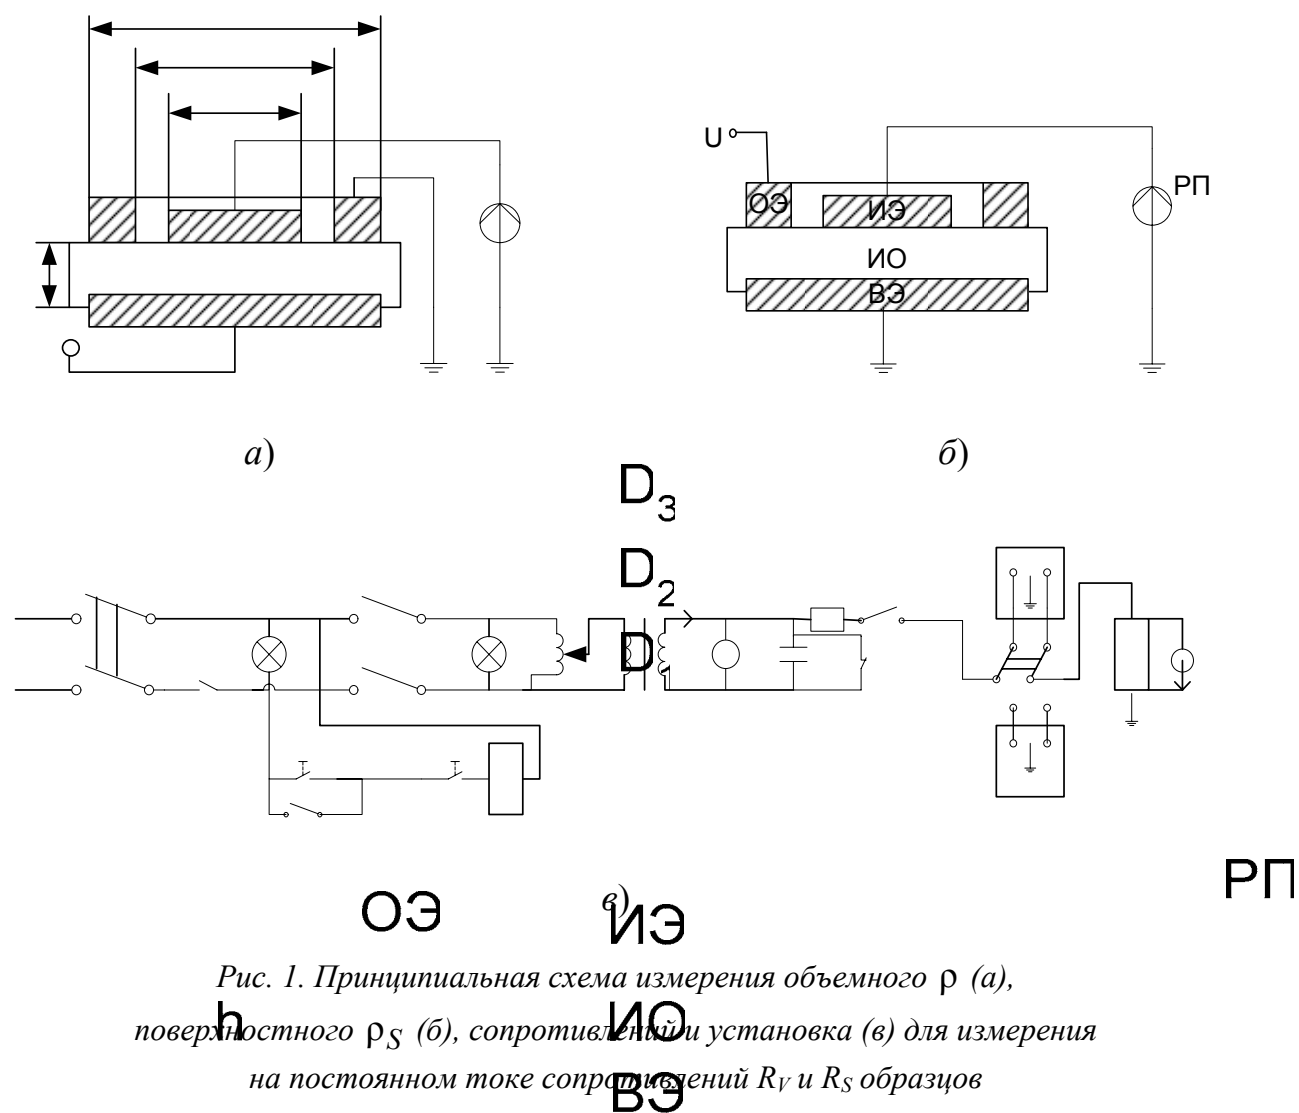 U
РП
ОЭ
ИЭ
ИО
ВЭ
а)
б)
D3
D2
D
РП
ОЭ
в)
ИЭ
Рис. 1. Принципиальная схема измерения объемного ρ (а),
h
ИО
поверхностного ρS (б), сопротивлений и установка (в) для измерения
на постоянном токе сопротивлений RV и RS образцов
ВЭ